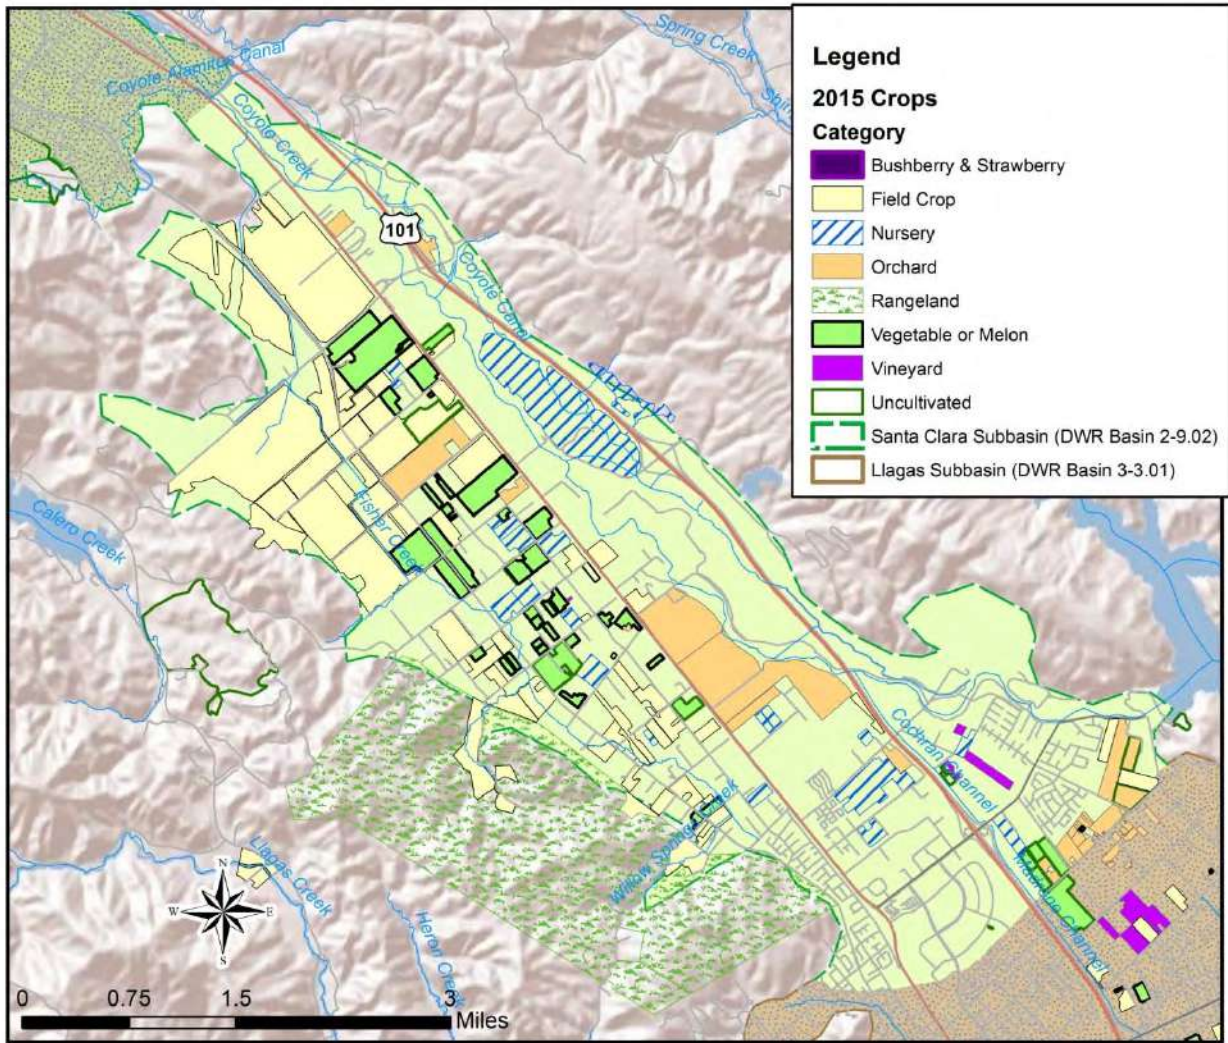 Spring Creek
Shin
Coyote Alamitos Canal
Coyote Creek
101
Coyote Canal
Legend
2015 Crops
Category
Bushberry & Strawberry
Field Crop
Nursery
Orchard
Rangeland
Vegetable or Melon
Vineyard
Uncultivated
Santa Clara Subbasin (DWR Basin 2-9.02)
Llagas Subbasin (DWR Basin 3-3.01)
Calero Creek
Fisher Creek
Cochran Channel
Willow Springs Creek
Llagas Creek
Heron Creek
Channel
N
W
E
S
0
0.75
1.5
3
Miles